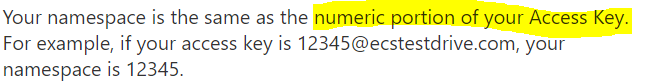 Your namespace is the same as the numeric portion of your Access Key.
For example, if your access key is 12345@ecstestdrive.com, your
namespace is 12345.